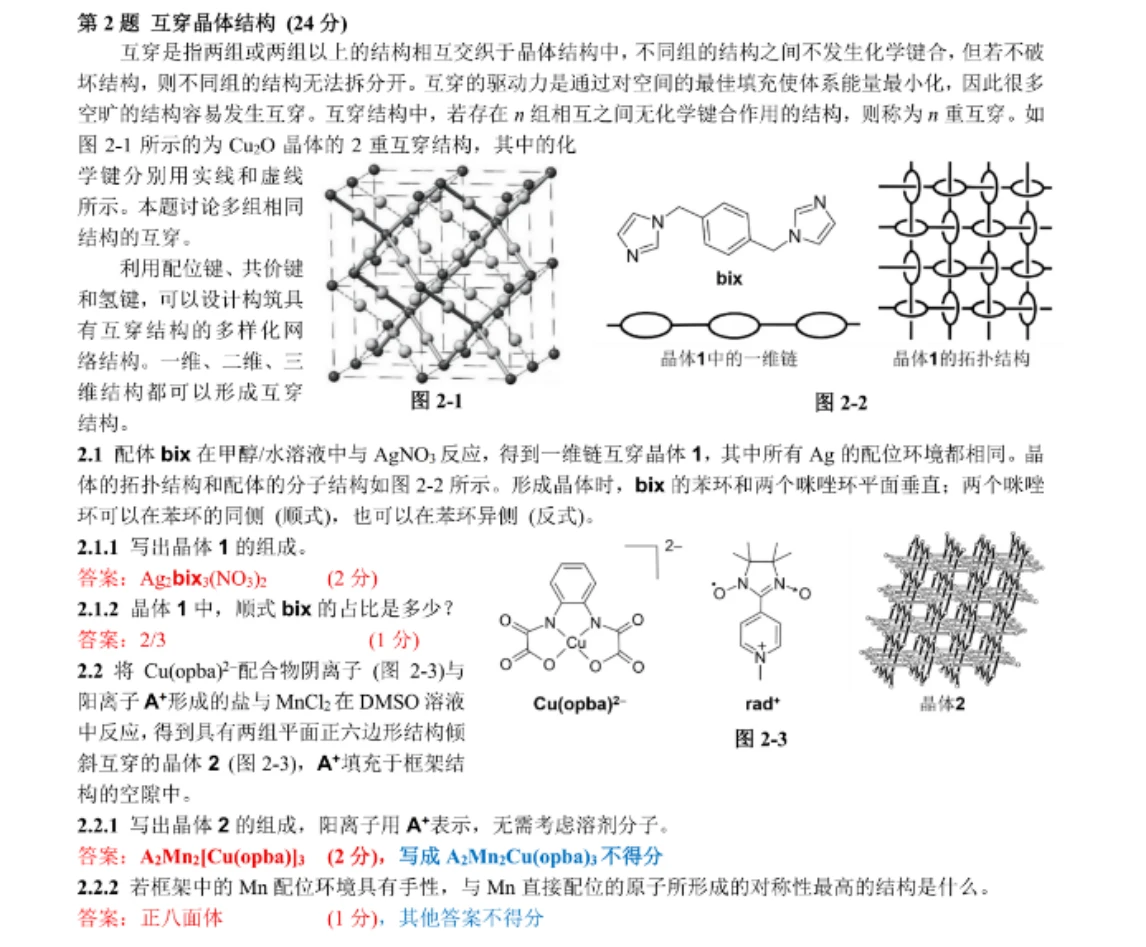 第 2 题 互穿晶体结构 (24 分)
互穿是指两组或两组以上的结构相互交织于晶体结构中，不同组的结构之间不发生化学键合，但若不破
坏结构，则不同组的结构无法拆分开。互穿的驱动力是通过对空间的最佳填充使体系能量最小化，因此很多
空旷的结构容易发生互穿。互穿结构中，若存在 n 组相互之间无化学键合作用的结构，则称为 n 重互穿。如
图 2-1 所示的为 Cu₂O 晶体的 2 重互穿结构，其中的化
学键分别用实线和虚线
所示。本题讨论多组相同
结构的互穿。
利用配位键、共价键
和氢键，可以设计构筑具
有互穿结构的多样化网
络结构。一维、二维、三
维结构都可以形成互穿
结构。
图 2-1
N
N
N
N
bix
晶体1中的一维链
晶体1的拓扑结构
图 2-2
2.1 配体 bix 在甲醇/水溶液中与 AgNO₃ 反应，得到一维链互穿晶体 1，其中所有 Ag 的配位环境都相同。晶
体的拓扑结构和配体的分子结构如图 2-2 所示。形成晶体时，bix 的苯环和两个咪唑环平面垂直；两个咪唑
环可以在苯环的同侧 (顺式)，也可以在苯环异侧 (反式)。
2.1.1 写出晶体 1 的组成。
答案：Ag₂bix₃(NO₃)₂ (2 分)
2.1.2 晶体 1 中，顺式 bix 的占比是多少？
答案：2/3 (1 分)
2.2 将 Cu(opba)²⁻配合物阴离子 (图 2-3)与
阳离子 A⁺形成的盐与 MnCl₂ 在 DMSO 溶液
中反应，得到具有两组平面正六边形结构倾
斜互穿的晶体 2 (图 2-3)，A⁺填充于框架结
构的空隙中。
2–
O
N
N
O
Cu
O
O
O
O
Cu(opba)²⁻
·O
N
N
O
N
+
rad⁺
晶体2
图 2-3
2.2.1 写出晶体 2 的组成，阳离子用 A⁺表示，无需考虑溶剂分子。
答案：A₂Mn₂[Cu(opba)]₃ (2 分)，写成 A₂Mn₂Cu(opba)₃ 不得分
2.2.2 若框架中的 Mn 配位环境具有手性，与 Mn 直接配位的原子所形成的对称性最高的结构是什么。
答案：正八面体 (1 分)，其他答案不得分